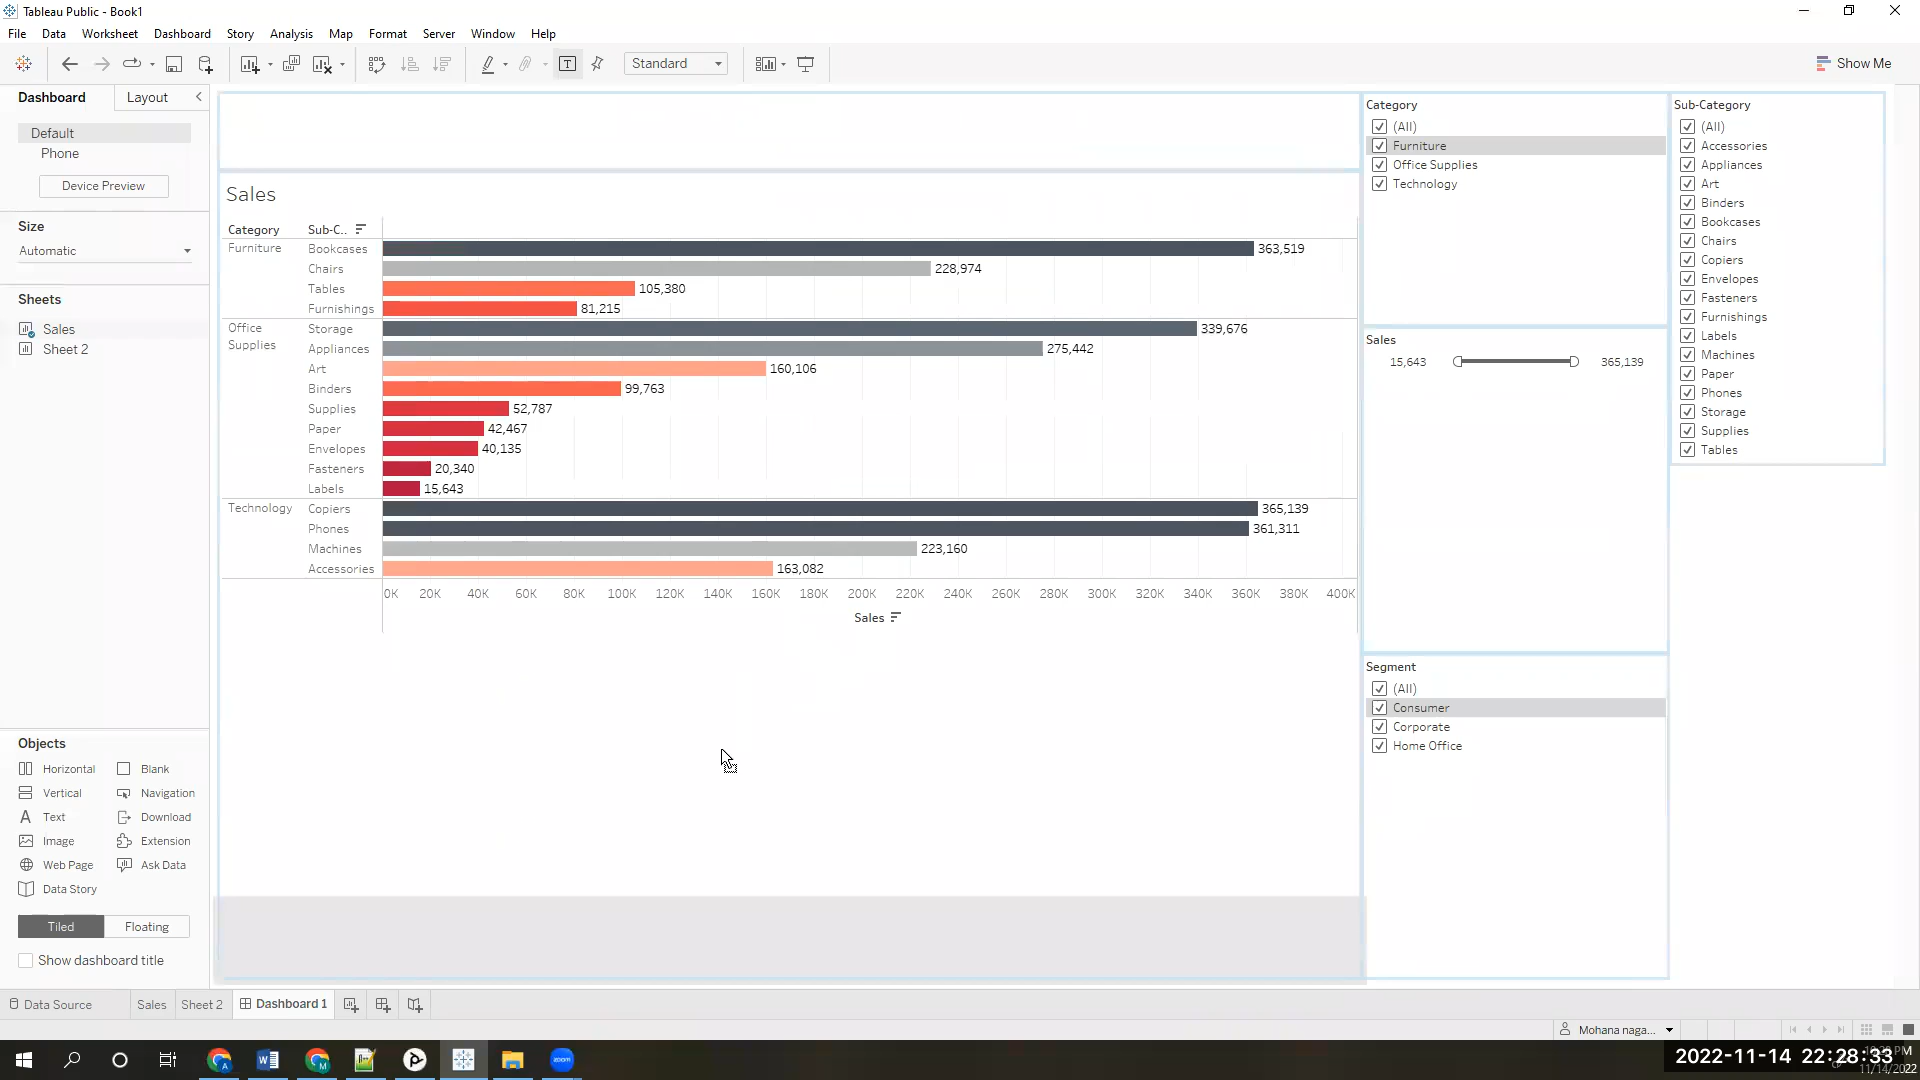 Tableau Public - Book1
File Data Worksheet Dashboard Story Analysis Map Format Server Window Help
Standard
Show Me
Dashboard Layout
Default
Phone
Device Preview
Size
Automatic
Sheets
Sales
Sheet 2
Objects
Horizontal Blank
Vertical Navigation
Text Download
Image Extension
Web Page Ask Data
Data Story
Tiled Floating
Show dashboard title
Sales
Category Sub-C..
Furniture Bookcases 363,519
Chairs 228,974
Tables 105,380
Furnishings 81,215
Office Supplies Storage 339,676
Appliances 275,442
Art 160,106
Binders 99,763
Supplies 52,787
Paper 42,467
Envelopes 40,135
Fasteners 20,340
Labels 15,643
Technology Copiers 365,139
Phones 361,311
Machines 223,160
Accessories 163,082
0K 20K 40K 60K 80K 100K 120K 140K 160K 180K 200K 220K 240K 260K 280K 300K 320K 340K 360K 380K 400K
Sales
Category
(All)
Furniture
Office Supplies
Technology
Sales
15,643 365,139
Segment
(All)
Consumer
Corporate
Home Office
Sub-Category
(All)
Accessories
Appliances
Art
Binders
Bookcases
Chairs
Copiers
Envelopes
Fasteners
Furnishings
Labels
Machines
Paper
Phones
Storage
Supplies
Tables
Data Source Sales Sheet 2 Dashboard 1
Mohana naga...
zoom
2022-11-14 22:28:33
11/14/2022